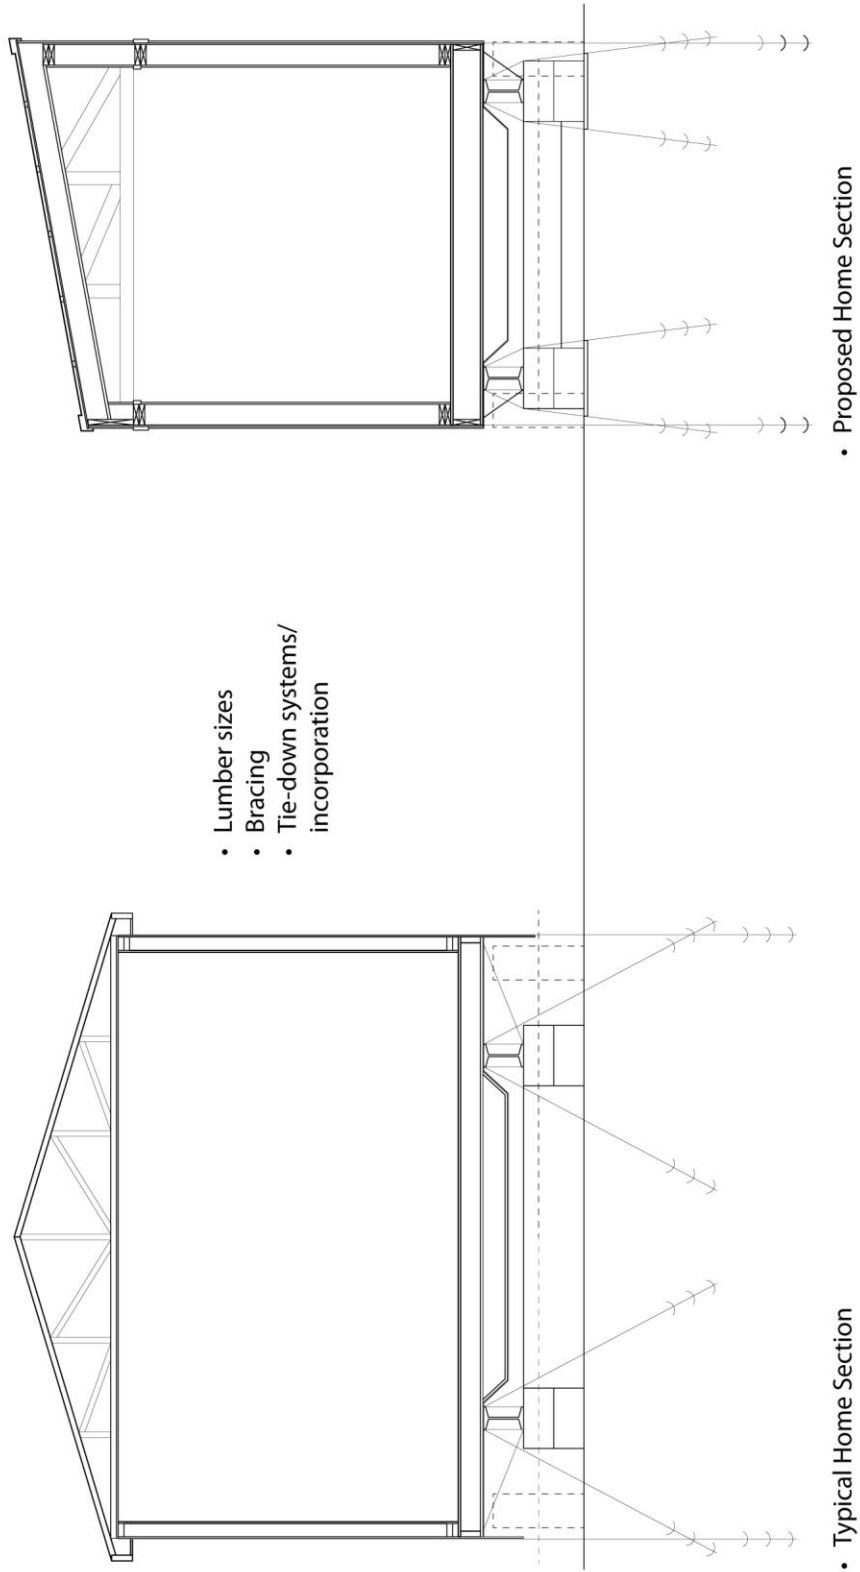 • Lumber sizes
• Bracing
• Tie-down systems/
incorporation
• Typical Home Section
• Proposed Home Section